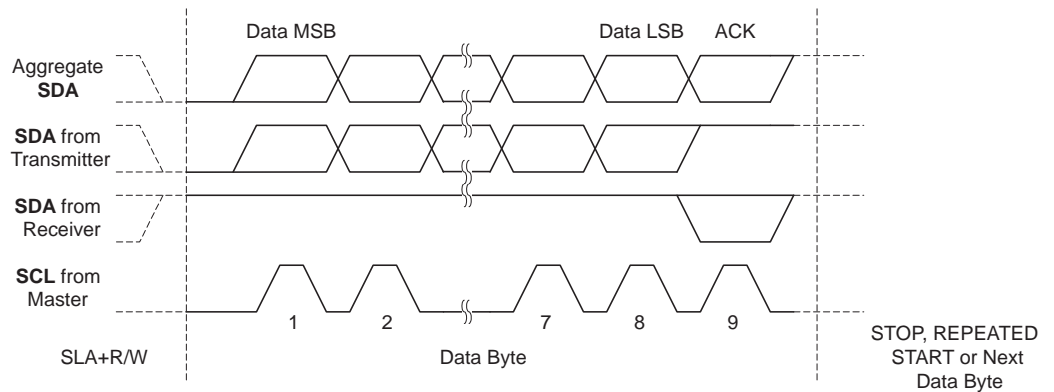 Data MSB
Data LSB
ACK
Aggregate
SDA
SDA from
Transmitter
SDA from
Receiver
SCL from
Master
1
2
7
8
9
SLA+R/W
Data Byte
STOP, REPEATED
START or Next
Data Byte